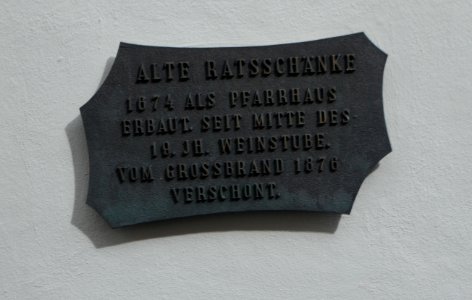 ALTE RATSSCHÄNKE
1674 ALS PFARRHAUS
ERBAUT. SEIT MITTE DES
19. JH. WEINSTUBE.
VOM GROSSBRAND 1876
VERSCHONT.